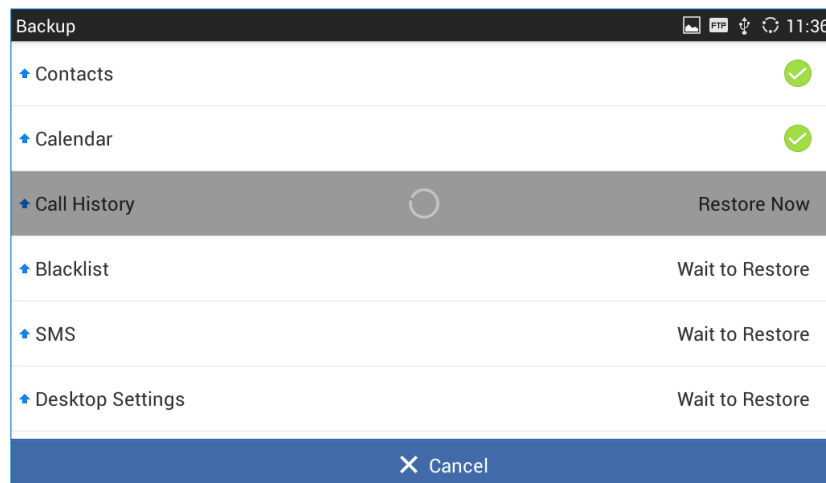 Backup FTP 11:36
Contacts
Calendar
Call History Restore Now
Blacklist Wait to Restore
SMS Wait to Restore
Desktop Settings Wait to Restore
Cancel